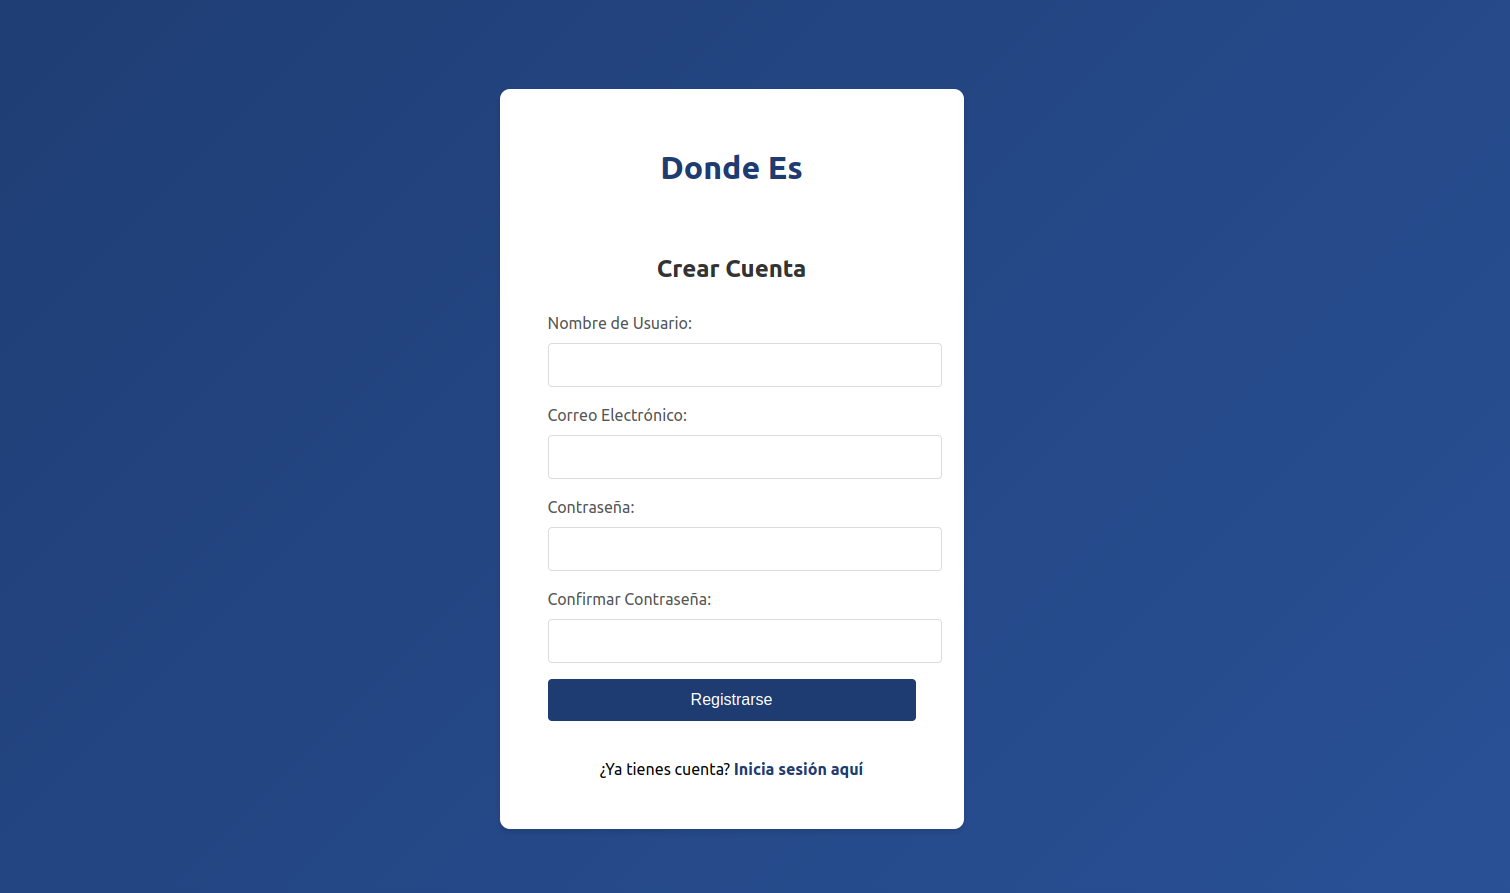 Donde Es
Crear Cuenta
Nombre de Usuario:
Correo Electrónico:
Contraseña:
Confirmar Contraseña:
Registrarse
¿Ya tienes cuenta? Inicia sesión aquí